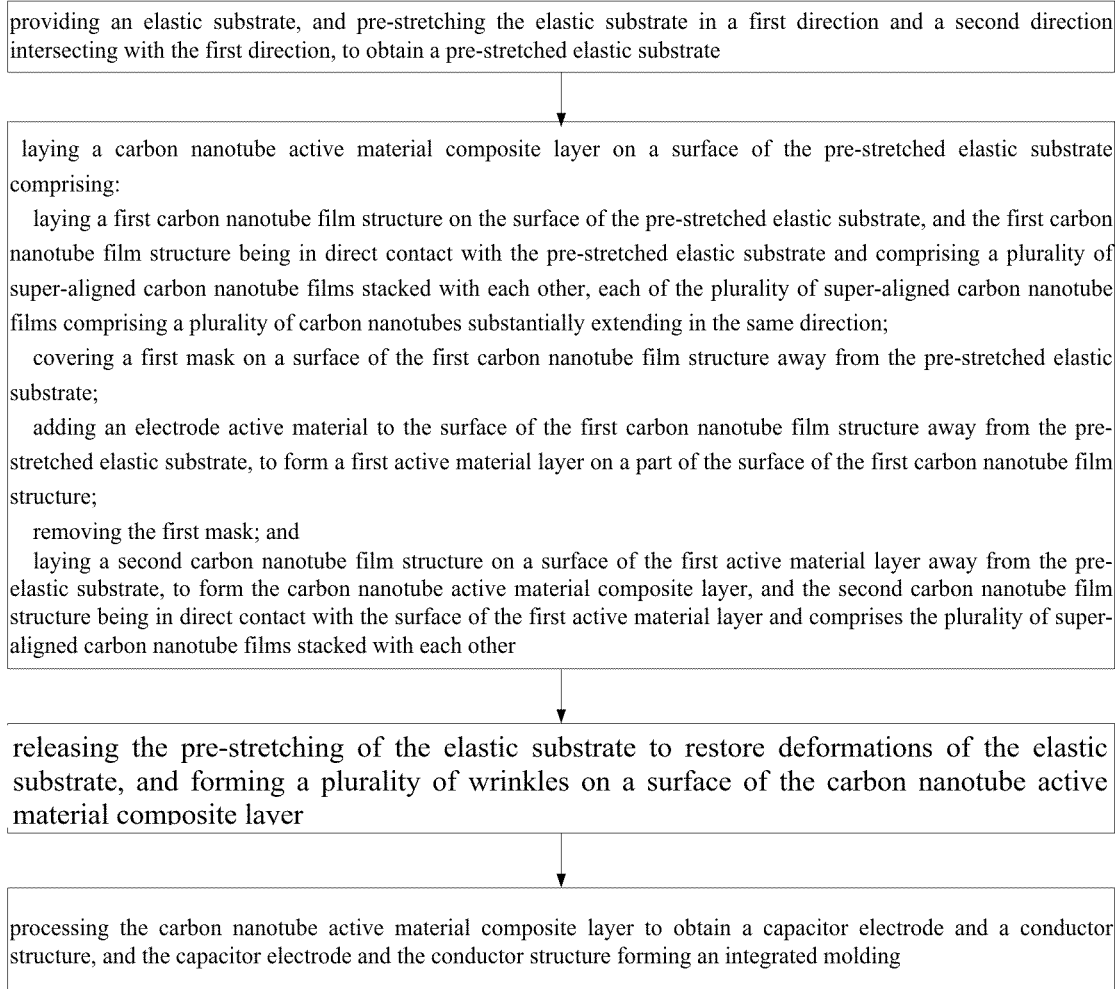 providing an elastic substrate, and pre-stretching the elastic substrate in a first direction and a second direction
intersecting with the first direction, to obtain a pre-stretched elastic substrate
laying a carbon nanotube active material composite layer on a surface of the pre-stretched elastic substrate
comprising:
laying a first carbon nanotube film structure on the surface of the pre-stretched elastic substrate, and the first carbon
nanotube film structure being in direct contact with the pre-stretched elastic substrate and comprising a plurality of
super-aligned carbon nanotube films stacked with each other, each of the plurality of super-aligned carbon nanotube
films comprising a plurality of carbon nanotubes substantially extending in the same direction;
covering a first mask on a surface of the first carbon nanotube film structure away from the pre-stretched elastic
substrate;
adding an electrode active material to the surface of the first carbon nanotube film structure away from the pre-
stretched elastic substrate, to form a first active material layer on a part of the surface of the first carbon nanotube film
structure;
removing the first mask; and
laying a second carbon nanotube film structure on a surface of the first active material layer away from the pre-
elastic substrate, to form the carbon nanotube active material composite layer, and the second carbon nanotube film
structure being in direct contact with the surface of the first active material layer and comprises the plurality of super-
aligned carbon nanotube films stacked with each other
releasing the pre-stretching of the elastic substrate to restore deformations of the elastic
substrate, and forming a plurality of wrinkles on a surface of the carbon nanotube active
material composite layer
processing the carbon nanotube active material composite layer to obtain a capacitor electrode and a conductor
structure, and the capacitor electrode and the conductor structure forming an integrated molding